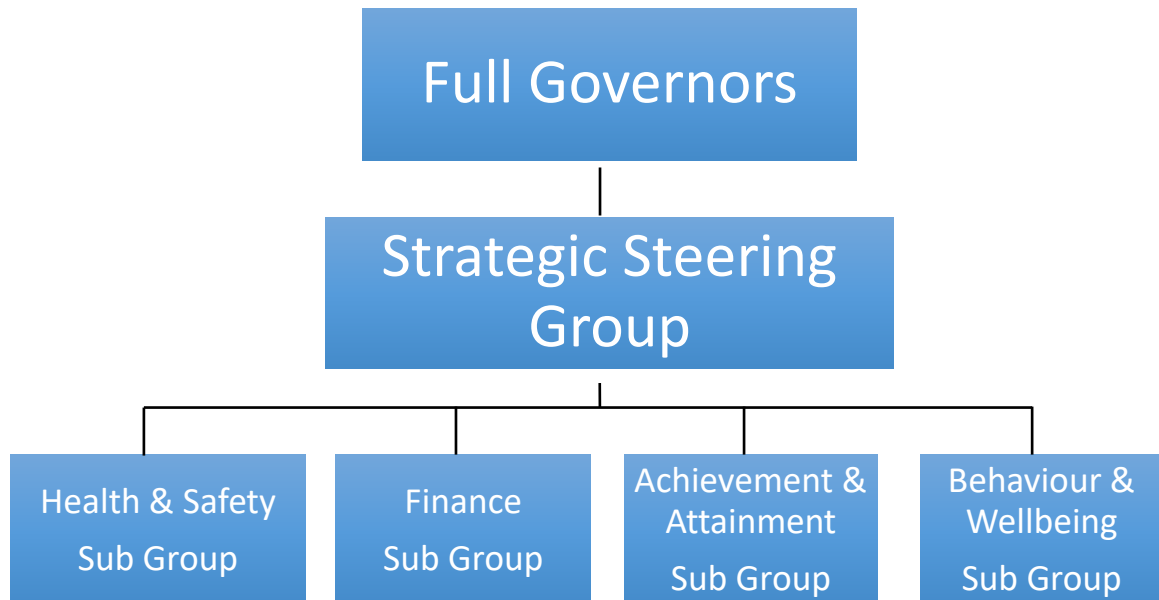 Full Governors
Strategic Steering
Group
Health & Safety
Sub Group
Finance
Sub Group
Achievement &
Attainment
Sub Group
Behaviour &
Wellbeing
Sub Group